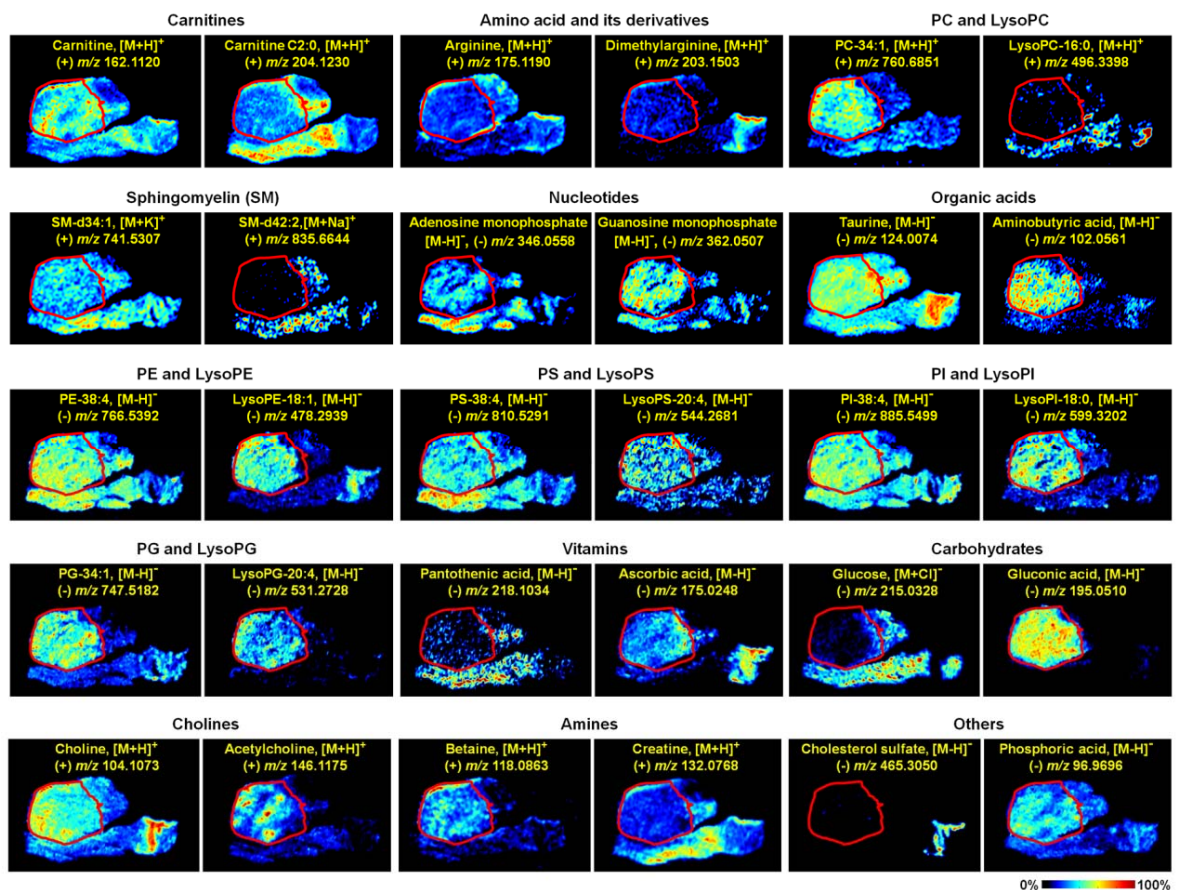 Carnitines
Amino acid and its derivatives
PC and LysoPC
Carnitine, [M+H]⁺
(+) m/z 162.1120
Carnitine C2:0, [M+H]⁺
(+) m/z 204.1230
Arginine, [M+H]⁺
(+) m/z 175.1190
Dimethylarginine, [M+H]⁺
(+) m/z 203.1503
PC-34:1, [M+H]⁺
(+) m/z 760.6851
LysoPC-16:0, [M+H]⁺
(+) m/z 496.3398
Sphingomyelin (SM)
Nucleotides
Organic acids
SM-d34:1, [M+K]⁺
(+) m/z 741.5307
SM-d42:2,[M+Na]⁺
(+) m/z 835.6644
Adenosine monophosphate
[M-H]⁻, (-) m/z 346.0558
Guanosine monophosphate
[M-H]⁻, (-) m/z 362.0507
Taurine, [M-H]⁻
(-) m/z 124.0074
Aminobutyric acid, [M-H]⁻
(-) m/z 102.0561
PE and LysoPE
PS and LysoPS
PI and LysoPI
PE-38:4, [M-H]⁻
(-) m/z 766.5392
LysoPE-18:1, [M-H]⁻
(-) m/z 478.2939
PS-38:4, [M-H]⁻
(-) m/z 810.5291
LysoPS-20:4, [M-H]⁻
(-) m/z 544.2681
PI-38:4, [M-H]⁻
(-) m/z 885.5499
LysoPI-18:0, [M-H]⁻
(-) m/z 599.3202
PG and LysoPG
Vitamins
Carbohydrates
PG-34:1, [M-H]⁻
(-) m/z 747.5182
LysoPG-20:4, [M-H]⁻
(-) m/z 531.2728
Pantothenic acid, [M-H]⁻
(-) m/z 218.1034
Ascorbic acid, [M-H]⁻
(-) m/z 175.0248
Glucose, [M+Cl]⁻
(-) m/z 215.0328
Gluconic acid, [M-H]⁻
(-) m/z 195.0510
Cholines
Amines
Others
Choline, [M+H]⁺
(+) m/z 104.1073
Acetylcholine, [M+H]⁺
(+) m/z 146.1175
Betaine, [M+H]⁺
(+) m/z 118.0863
Creatine, [M+H]⁺
(+) m/z 132.0768
Cholesterol sulfate, [M-H]⁻
(-) m/z 465.3050
Phosphoric acid, [M-H]⁻
(-) m/z 96.9696
0% 100%